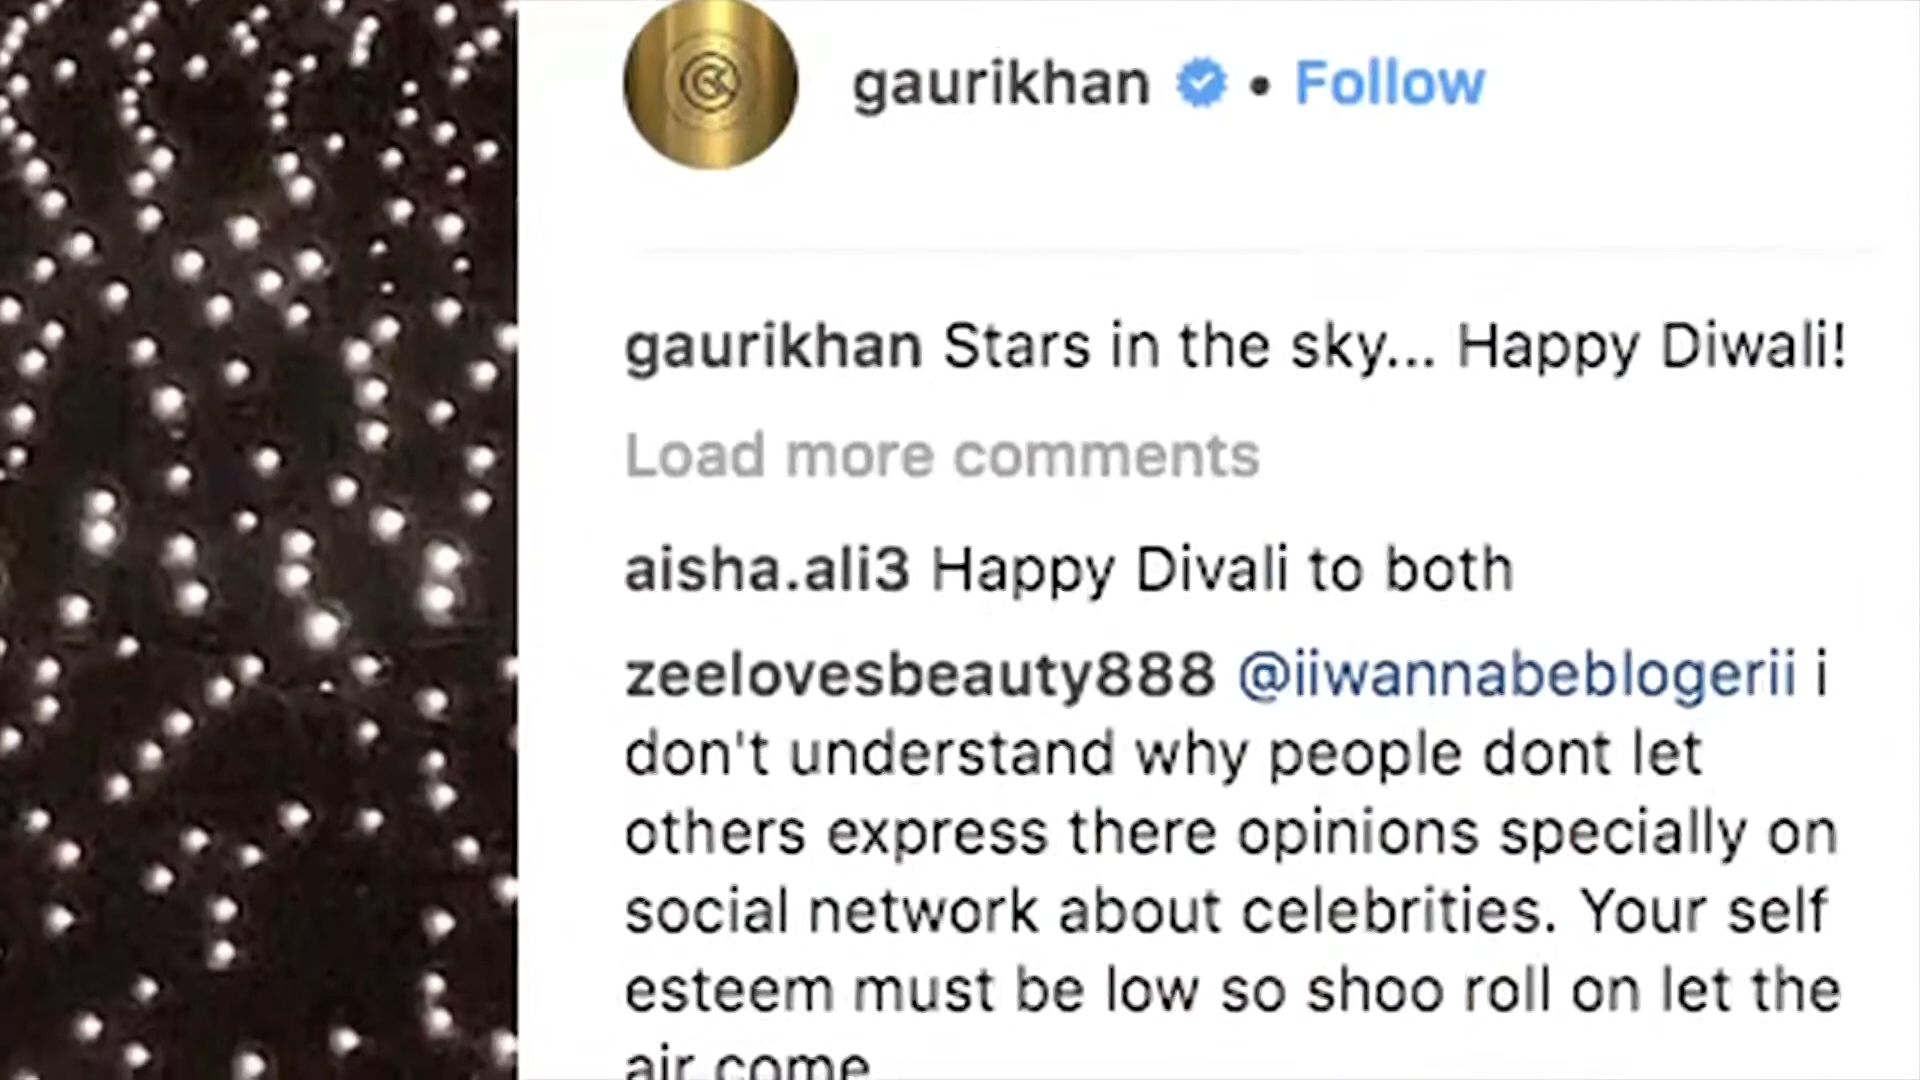 gaurikhan • Follow
gaurikhan Stars in the sky... Happy Diwali!
Load more comments
aisha.ali3 Happy Divali to both
zeelovesbeauty888 @iiwannabeblogerii i
don't understand why people dont let
others express there opinions specially on
social network about celebrities. Your self
esteem must be low so shoo roll on let the
air come